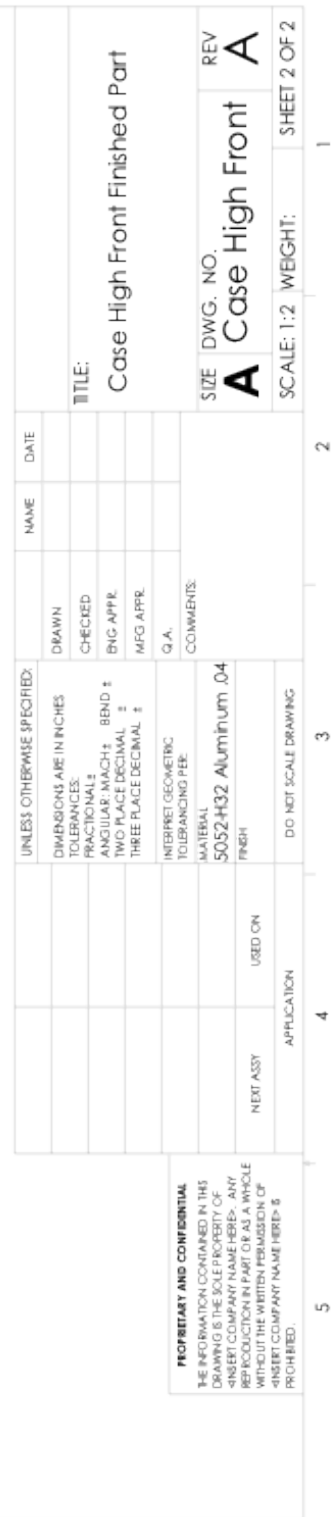 PROPRIETARY AND CONFIDENTIAL
THE INFORMATION CONTAINED IN THIS
DRAWING IS THE SOLE PROPERTY OF
<INSERT COMPANY NAME HERE>. ANY
REPRODUCTION IN PART OR AS A WHOLE
WITHOUT THE WRITTEN PERMISSION OF
<INSERT COMPANY NAME HERE> IS
PROHIBITED.
NEXT ASSY
USED ON
APPLICATION
UNLESS OTHERWISE SPECIFIED:
DIMENSIONS ARE IN INCHES
TOLERANCES:
FRACTIONAL ±
ANGULAR: MACH ± BEND ±
TWO PLACE DECIMAL ±
THREE PLACE DECIMAL ±
INTERPRET GEOMETRIC
TOLERANCING PER:
MATERIAL
5052-H32 Aluminum .04
FINISH
DO NOT SCALE DRAWING
NAME DATE
DRAWN
CHECKED
ENG APPR.
MFG APPR.
Q.A.
COMMENTS:
TITLE:
Case High Front Finished Part
SIZE DWG. NO. REV
A Case High Front A
SCALE: 1:2 WEIGHT: SHEET 2 OF 2
5 4 3 2 1